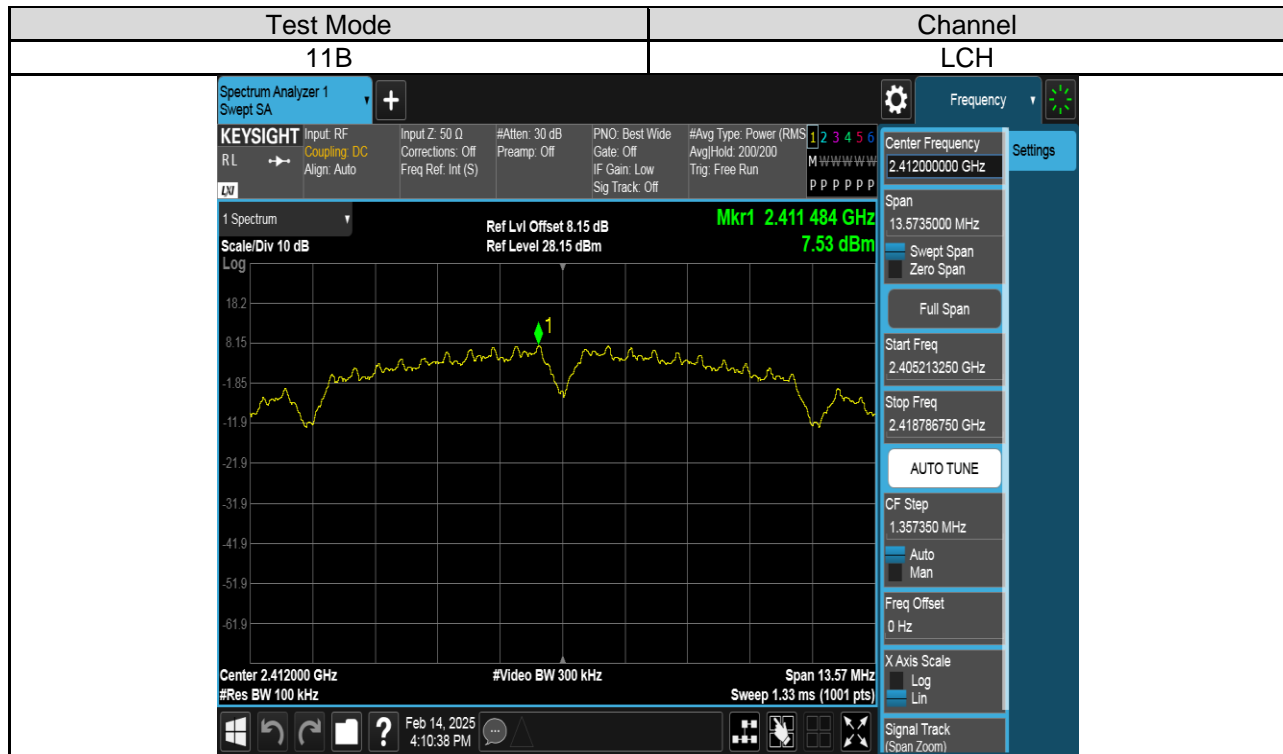 Test Mode Channel
11B LCH
Spectrum Analyzer 1
Swept SA
+
Frequency
KEYSIGHT Input: RF Input Z: 50 Ω #Atten: 30 dB PNO: Best Wide #Avg Type: Power (RMS 1 2 3 4 5 6
RL Coupling: DC Corrections: Off Preamp: Off Gate: Off Avg|Hold: 200/200 M W W W W W
Align: Auto Freq Ref: Int (S) IF Gain: Low Trig: Free Run
LXI Sig Track: Off P P P P P P
1 Spectrum
Ref Lvl Offset 8.15 dB
Mkr1 2.411 484 GHz
Scale/Div 10 dB Ref Level 28.15 dBm 7.53 dBm
Log
18.2
1
8.15
-1.85
-11.9
-21.9
-31.9
-41.9
-51.9
-61.9
Center 2.412000 GHz #Video BW 300 kHz Span 13.57 MHz
#Res BW 100 kHz Sweep 1.33 ms (1001 pts)
?
Feb 14, 2025
4:10:38 PM
Center Frequency
2.412000000 GHz
Settings
Span
13.5735000 MHz
Swept Span
Zero Span
Full Span
Start Freq
2.405213250 GHz
Stop Freq
2.418786750 GHz
AUTO TUNE
CF Step
1.357350 MHz
Auto
Man
Freq Offset
0 Hz
X Axis Scale
Log
Lin
Signal Track
(Span Zoom)